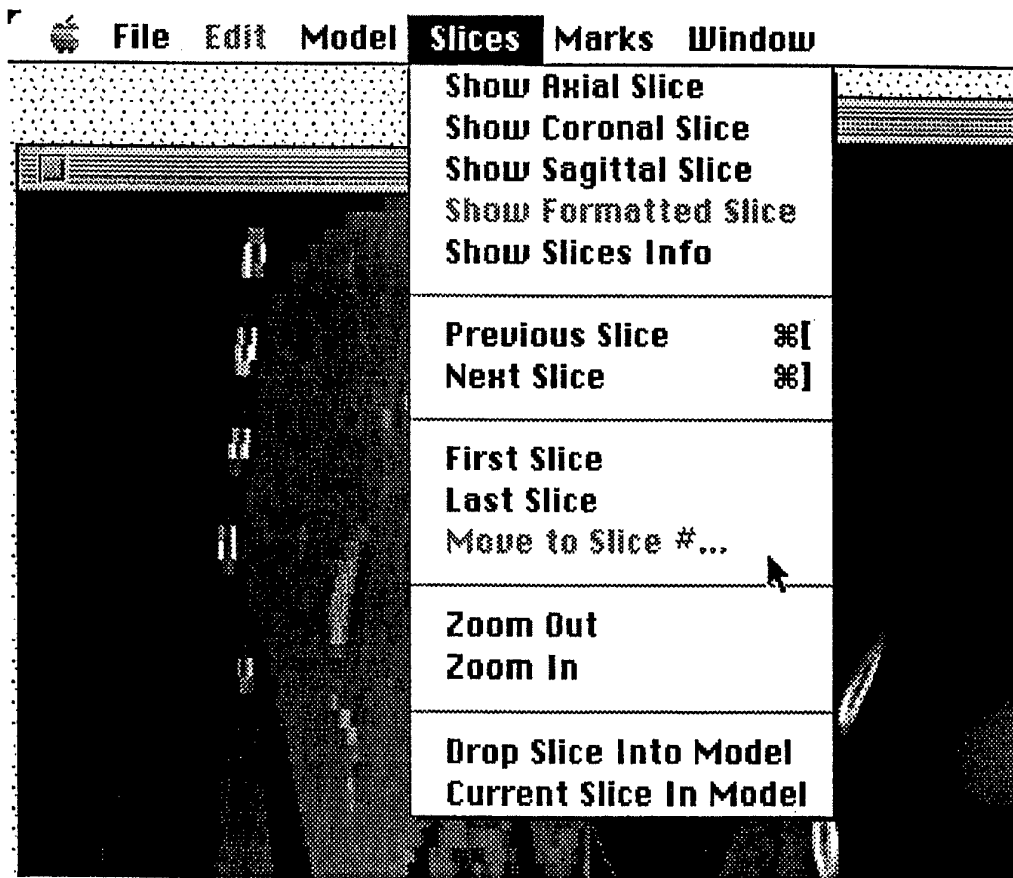 File Edit Model Slices Marks Window
Show Axial Slice
Show Coronal Slice
Show Sagittal Slice
Show Formatted Slice
Show Slices Info
Previous Slice ⌘[
Next Slice ⌘]
First Slice
Last Slice
Move to Slice #...
Zoom Out
Zoom In
Drop Slice Into Model
Current Slice In Model